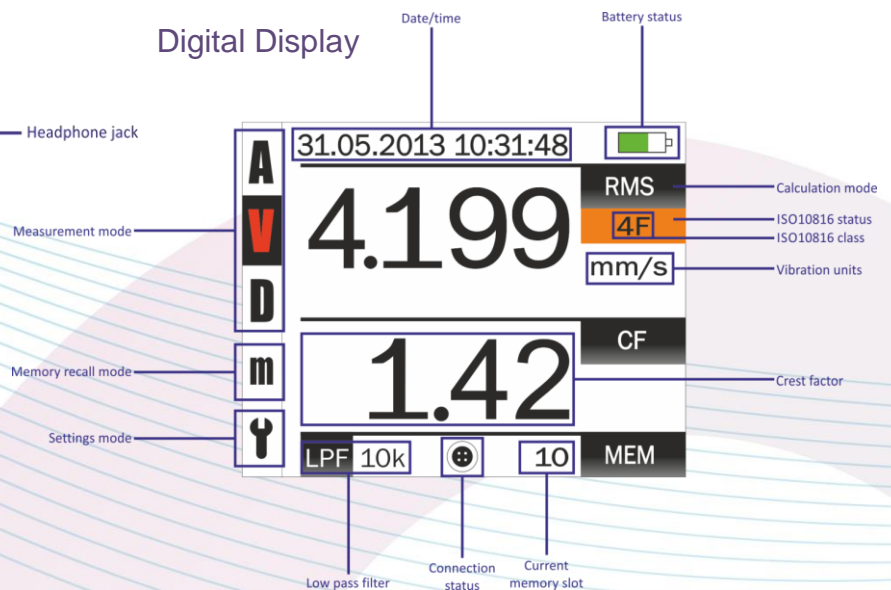 Date/time
Battery status
Digital Display
Headphone jack
31.05.2013 10:31:48
A
RMS
Calculation mode
4.199
4F
ISO10816 status
ISO10816 class
Measurement mode
V
mm/s
Vibration units
D
CF
Memory recall mode
m
1.42
Crest factor
Settings mode
LPF 10k
10
MEM
Low pass filter
Connection
status
Current
memory slot